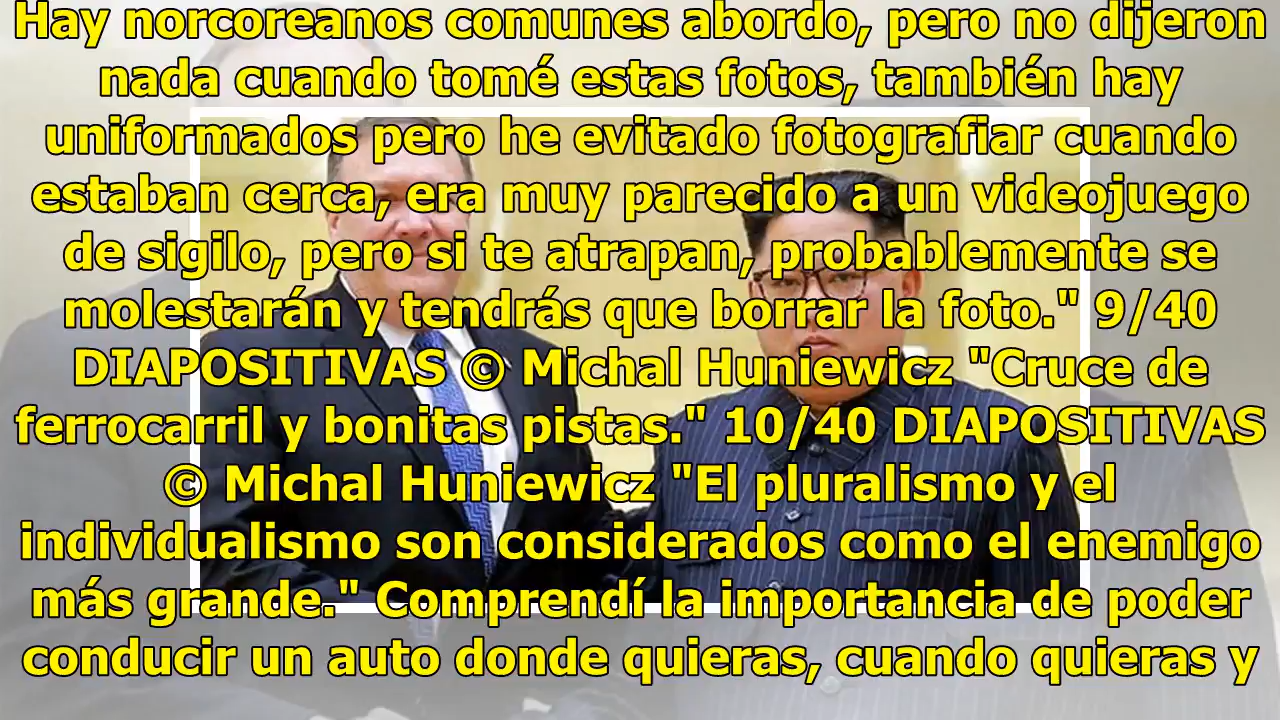 Hay norcoreanos comunes abordo, pero no dijeron
nada cuando tomé estas fotos, también hay
uniformados pero he evitado fotografiar cuando
estaban cerca, era muy parecido a un videojuego
de sigilo, pero si te atrapan, probablemente se
molestarán y tendrás que borrar la foto." 9/40
DIAPOSITIVAS © Michal Huniewicz "Cruce de
ferrocarril y bonitas pistas." 10/40 DIAPOSITIVAS
© Michal Huniewicz "El pluralismo y el
individualismo son considerados como el enemigo
más grande." Comprendí la importancia de poder
conducir un auto donde quieras, cuando quieras y